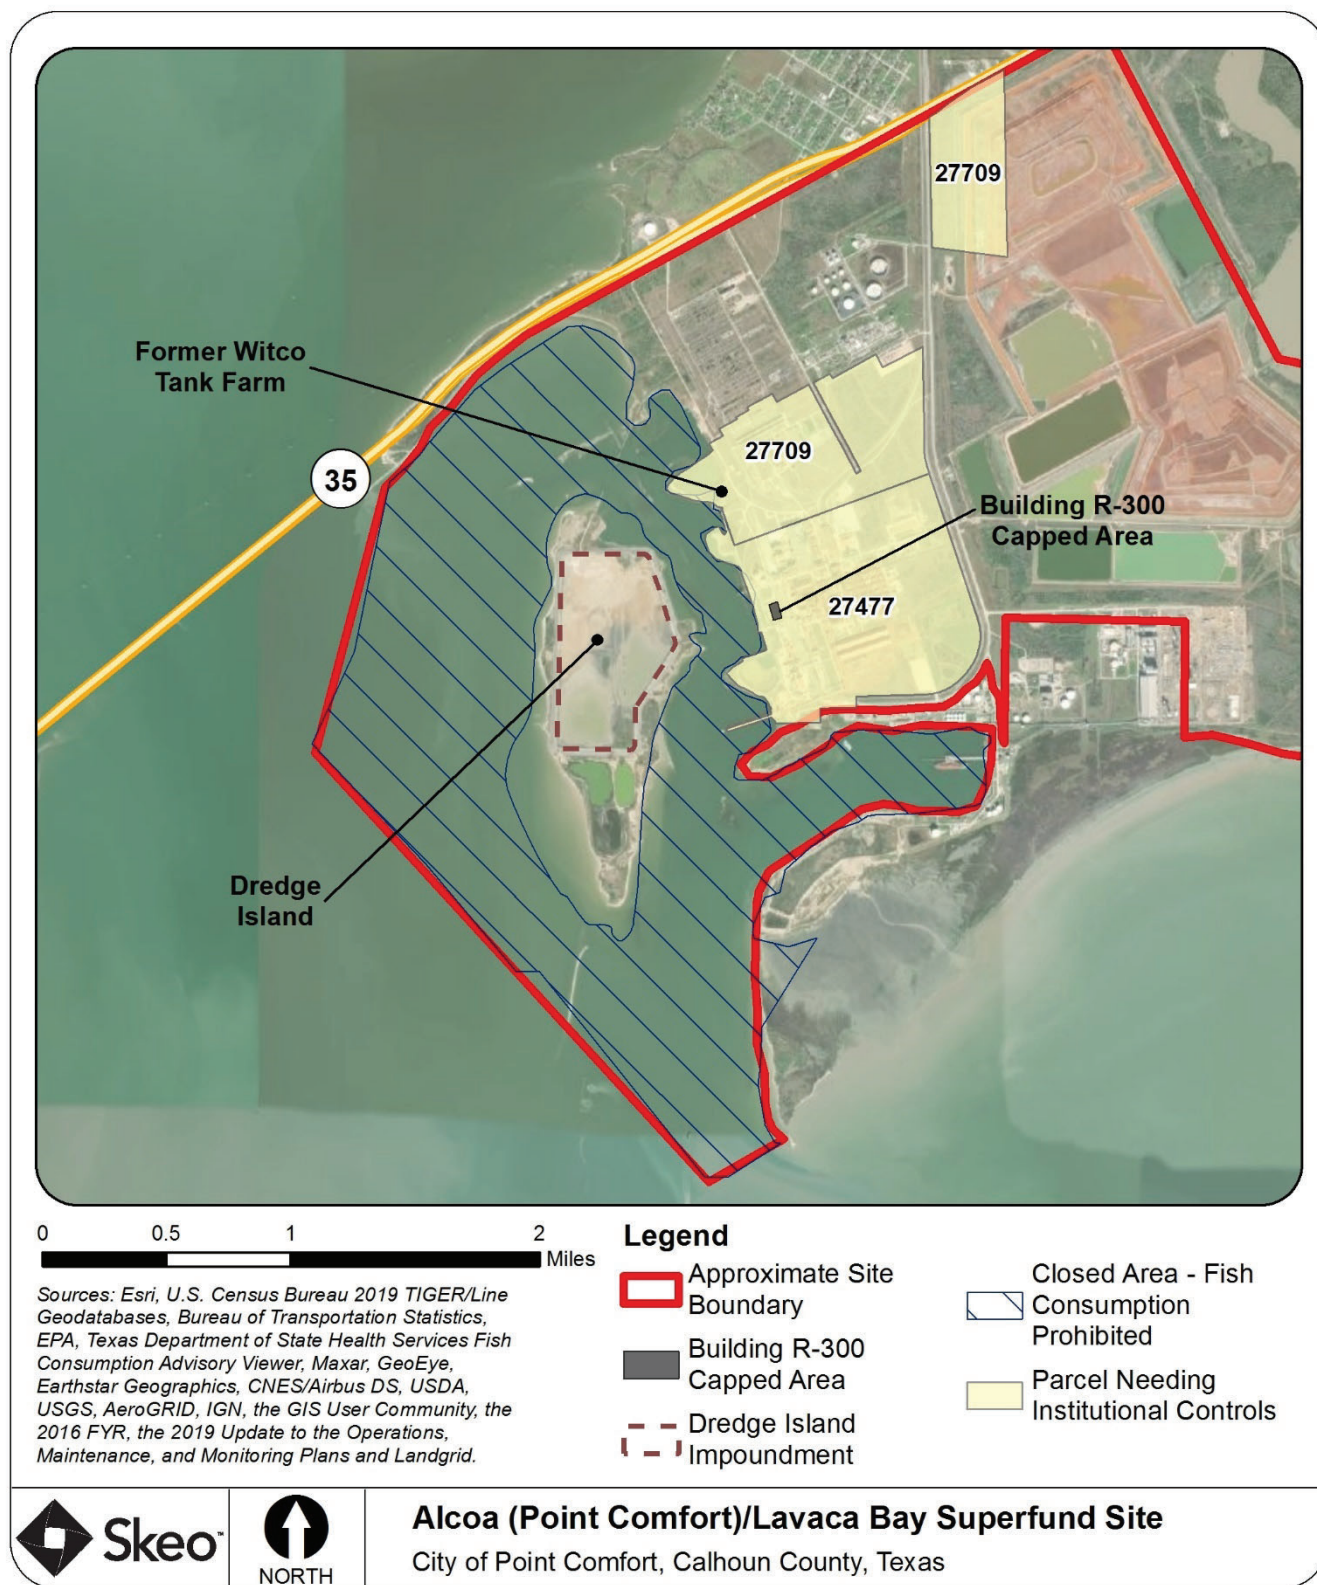 27709
Former Witco
Tank Farm
27709
35
Building R-300
Capped Area
27477
Dredge
Island
0 0.5 1 2
Miles
Sources: Esri, U.S. Census Bureau 2019 TIGER/Line
Geodatabases, Bureau of Transportation Statistics,
EPA, Texas Department of State Health Services Fish
Consumption Advisory Viewer, Maxar, GeoEye,
Earthstar Geographics, CNES/Airbus DS, USDA,
USGS, AeroGRID, IGN, the GIS User Community, the
2016 FYR, the 2019 Update to the Operations,
Maintenance, and Monitoring Plans and Landgrid.
Legend
Approximate Site
Boundary
Building R-300
Capped Area
Dredge Island
Impoundment
Closed Area - Fish
Consumption
Prohibited
Parcel Needing
Institutional Controls
Skeo™
NORTH
Alcoa (Point Comfort)/Lavaca Bay Superfund Site
City of Point Comfort, Calhoun County, Texas